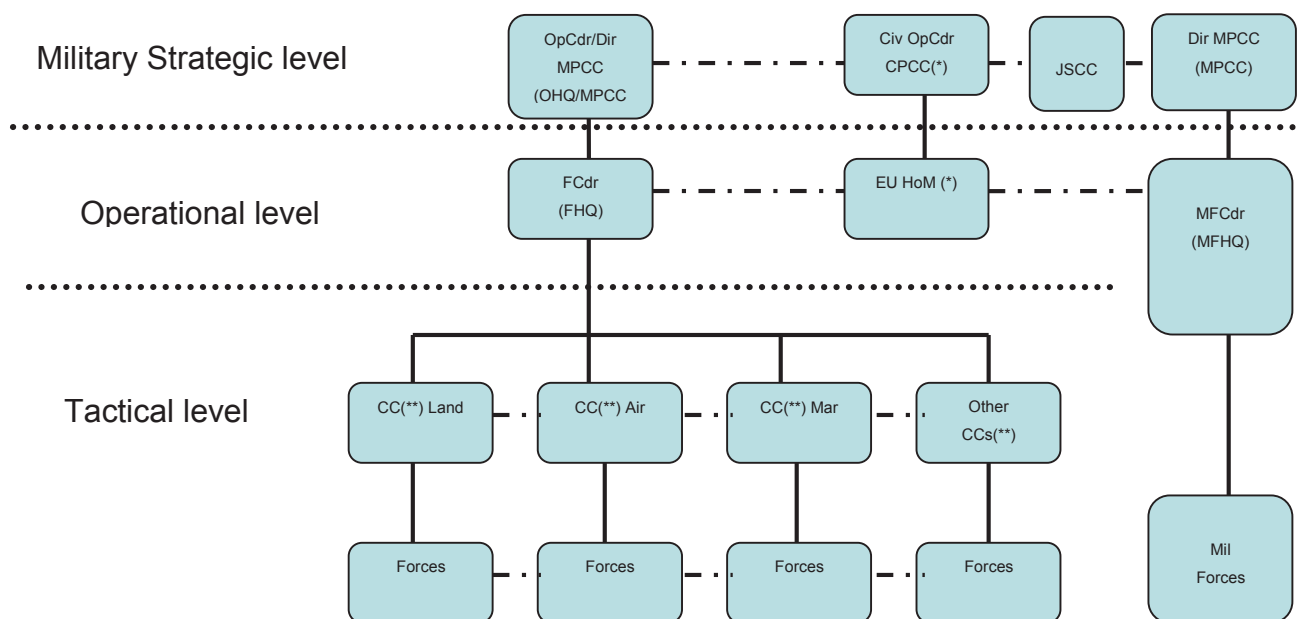 Military Strategic level
OpCdr/Dir
MPCC
(OHQ/MPCC
Civ OpCdr
CPCC(*)
JSCC
Dir MPCC
(MPCC)
Operational level
FCdr
(FHQ)
EU HoM (*)
MFCdr
(MFHQ)
Tactical level
CC(**) Land
CC(**) Air
CC(**) Mar
Other
CCs(**)
Forces
Forces
Forces
Forces
Mil
Forces